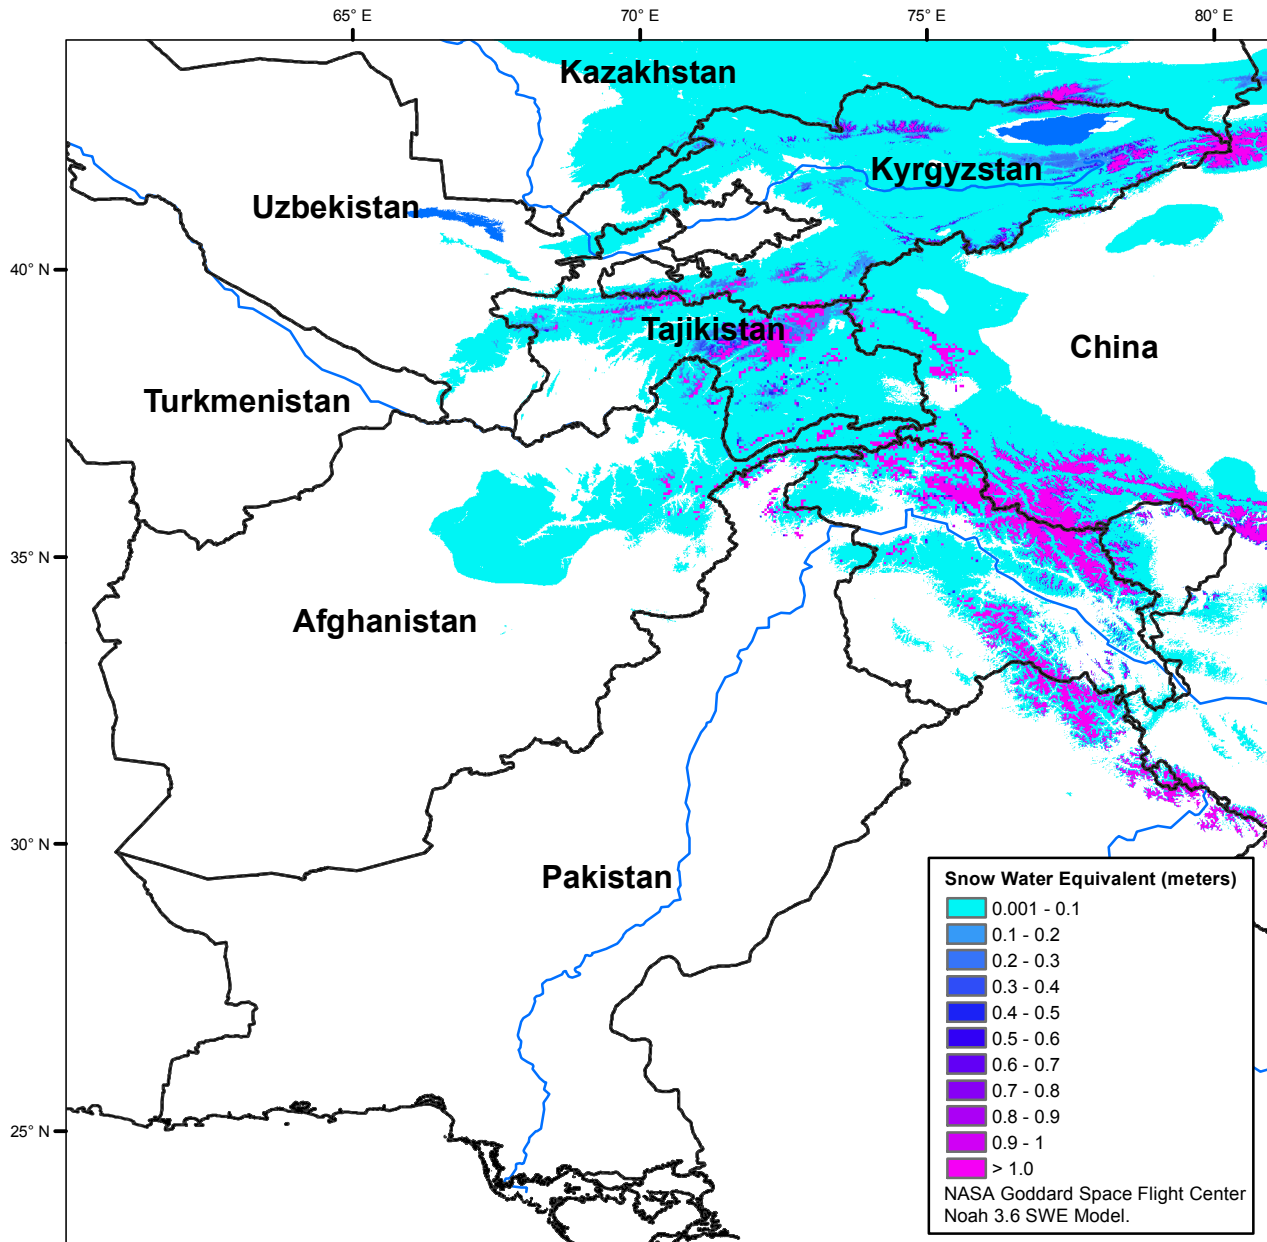 65° E
70° E
75° E
80° E
Kazakhstan
Kyrgyzstan
Uzbekistan
40° N
Tajikistan
China
Turkmenistan
35° N
Afghanistan
30° N
Pakistan
25° N
Snow Water Equivalent (meters)
0.001 - 0.1
0.1 - 0.2
0.2 - 0.3
0.3 - 0.4
0.4 - 0.5
0.5 - 0.6
0.6 - 0.7
0.7 - 0.8
0.8 - 0.9
0.9 - 1
> 1.0
NASA Goddard Space Flight Center
Noah 3.6 SWE Model.